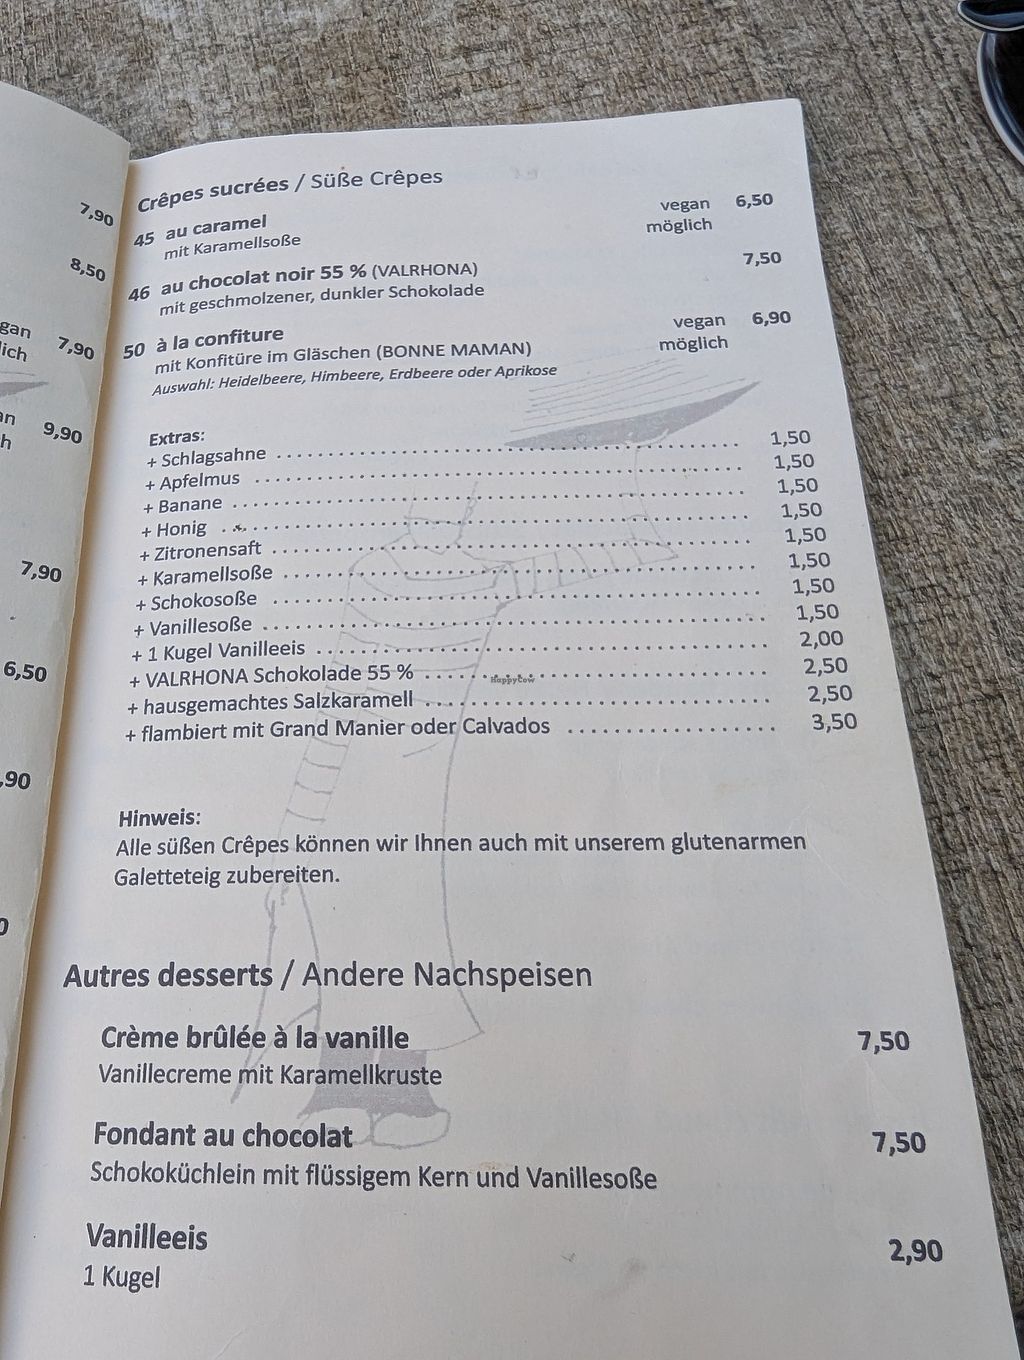 7,90
8,50
gan
lich
7,90
9,90
7,90
6,50
,90
Crêpes sucrées / Süße Crêpes
45 au caramel vegan 6,50
mit Karamellsoße möglich
46 au chocolat noir 55 % (VALRHONA) 7,50
mit geschmolzener, dunkler Schokolade
50 à la confiture vegan 6,90
mit Konfitüre im Gläschen (BONNE MAMAN) möglich
Auswahl: Heidelbeere, Himbeere, Erdbeere oder Aprikose
Extras:
+ Schlagsahne 1,50
+ Apfelmus 1,50
+ Banane 1,50
+ Honig 1,50
+ Zitronensaft 1,50
+ Karamellsoße 1,50
+ Schokosoße 1,50
+ Vanillesoße 1,50
+ 1 Kugel Vanilleeis 2,00
+ VALRHONA Schokolade 55 % 2,50
+ hausgemachtes Salzkaramell 2,50
+ flambiert mit Grand Manier oder Calvados 3,50
HappyCow
Hinweis:
Alle süßen Crêpes können wir Ihnen auch mit unserem glutenarmen
Galetteteig zubereiten.
Autres desserts / Andere Nachspeisen
Crème brûlée à la vanille 7,50
Vanillecreme mit Karamellkruste
Fondant au chocolat 7,50
Schokoküchlein mit flüssigem Kern und Vanillesoße
Vanilleeis 2,90
1 Kugel